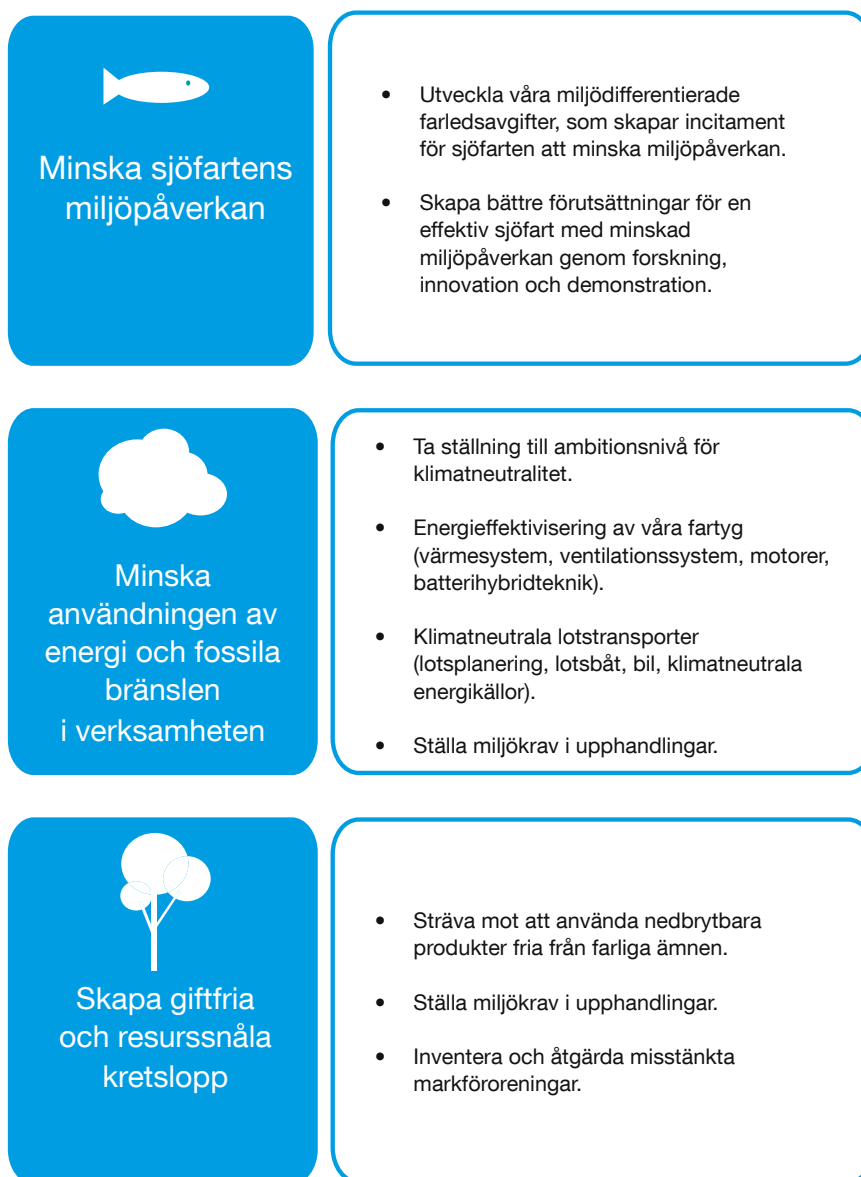 Minska sjöfartens
miljöpåverkan
• Utveckla våra miljödifferentierade
farledsavgifter, som skapar incitament
för sjöfarten att minska miljöpåverkan.
• Skapa bättre förutsättningar för en
effektiv sjöfart med minskad
miljöpåverkan genom forskning,
innovation och demonstration.
Minska
användningen av
energi och fossila
bränslen
i verksamheten
• Ta ställning till ambitionsnivå för
klimatneutralitet.
• Energieffektivisering av våra fartyg
(värmesystem, ventilationssystem, motorer,
batterihybridteknik).
• Klimatneutrala lotstransporter
(lotsplanering, lotsbåt, bil, klimatneutrala
energikällor).
• Ställa miljökrav i upphandlingar.
Skapa giftfria
och resurssnåla
kretslopp
• Sträva mot att använda nedbrytbara
produkter fria från farliga ämnen.
• Ställa miljökrav i upphandlingar.
• Inventera och åtgärda misstänkta
markföroreningar.